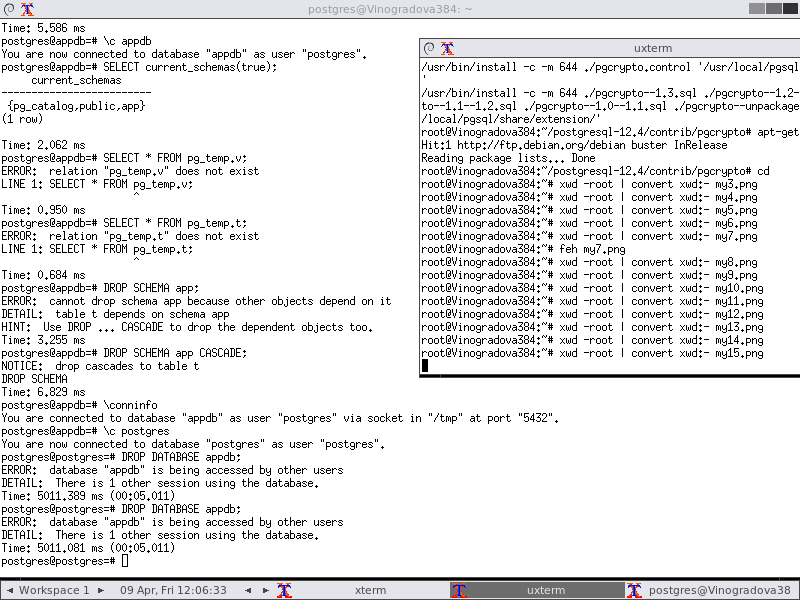 postgres@Vinogradova384: ~
Time: 5.586 ms
postgres@appdb=# \c appdb
You are now connected to database "appdb" as user "postgres".
postgres@appdb=# SELECT current_schemas(true);
current_schemas
-------------------------
{pg_catalog,public,app}
(1 row)
Time: 2.062 ms
postgres@appdb=# SELECT * FROM pg_temp.v;
ERROR:  relation "pg_temp.v" does not exist
LINE 1: SELECT * FROM pg_temp.v;
^
Time: 0.950 ms
postgres@appdb=# SELECT * FROM pg_temp.t;
ERROR:  relation "pg_temp.t" does not exist
LINE 1: SELECT * FROM pg_temp.t;
^
Time: 0.684 ms
postgres@appdb=# DROP SCHEMA app;
ERROR:  cannot drop schema app because other objects depend on it
DETAIL:  table t depends on schema app
HINT:  Use DROP ... CASCADE to drop the dependent objects too.
Time: 3.255 ms
postgres@appdb=# DROP SCHEMA app CASCADE;
NOTICE:  drop cascades to table t
DROP SCHEMA
Time: 6.829 ms
postgres@appdb=# \conninfo
You are connected to database "appdb" as user "postgres" via socket in "/tmp" at port "5432".
postgres@appdb=# \c postgres
You are now connected to database "postgres" as user "postgres".
postgres@postgres=# DROP DATABASE appdb;
ERROR:  database "appdb" is being accessed by other users
DETAIL:  There is 1 other session using the database.
Time: 5011.389 ms (00:05.011)
postgres@postgres=# DROP DATABASE appdb;
ERROR:  database "appdb" is being accessed by other users
DETAIL:  There is 1 other session using the database.
Time: 5011.081 ms (00:05.011)
postgres@postgres=#
uxterm
/usr/bin/install -c -m 644 ./pgcrypto.control '/usr/local/pgsql
'
/usr/bin/install -c -m 644 ./pgcrypto--1.3.sql ./pgcrypto--1.2-
to--1.1--1.2.sql ./pgcrypto--1.0--1.1.sql ./pgcrypto--unpackage
/local/pgsql/share/extension/'
root@Vinogradova384:~/postgresql-12.4/contrib/pgcrypto# apt-get
Hit:1 http://ftp.debian.org/debian buster InRelease
Reading package lists... Done
root@Vinogradova384:~/postgresql-12.4/contrib/pgcrypto# cd
root@Vinogradova384:~# xwd -root | convert xwd:- my3.png
root@Vinogradova384:~# xwd -root | convert xwd:- my4.png
root@Vinogradova384:~# xwd -root | convert xwd:- my5.png
root@Vinogradova384:~# xwd -root | convert xwd:- my6.png
root@Vinogradova384:~# xwd -root | convert xwd:- my7.png
root@Vinogradova384:~# feh my7.png
root@Vinogradova384:~# xwd -root | convert xwd:- my8.png
root@Vinogradova384:~# xwd -root | convert xwd:- my9.png
root@Vinogradova384:~# xwd -root | convert xwd:- my10.png
root@Vinogradova384:~# xwd -root | convert xwd:- my11.png
root@Vinogradova384:~# xwd -root | convert xwd:- my12.png
root@Vinogradova384:~# xwd -root | convert xwd:- my13.png
root@Vinogradova384:~# xwd -root | convert xwd:- my14.png
root@Vinogradova384:~# xwd -root | convert xwd:- my15.png
Workspace 1 09 Apr, Fri 12:06:33 xterm uxterm postgres@Vinogradova38